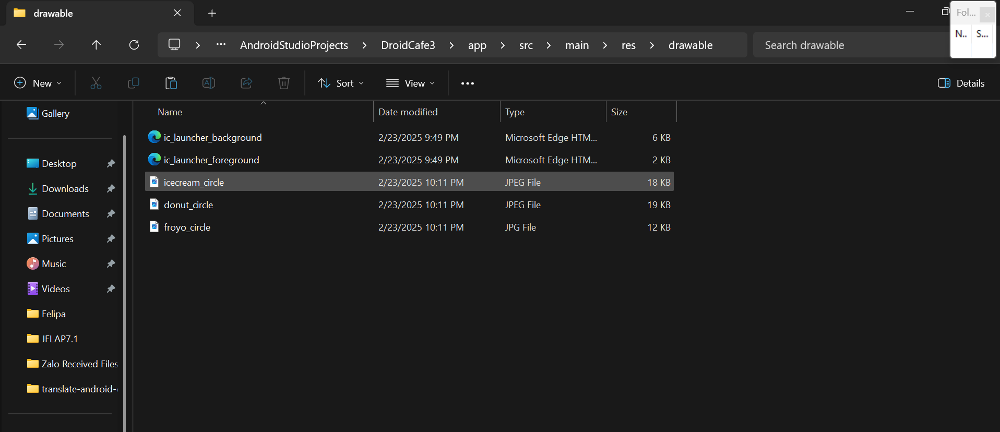 drawable
Fol...
N.. S...
AndroidStudioProjects DroidCafe3 app src main res drawable
Search drawable
New Sort View Details
Gallery
Desktop
Downloads
Documents
Pictures
Music
Videos
Felipa
JFLAP7.1
Zalo Received Files
translate-android-
Name Date modified Type Size
ic_launcher_background 2/23/2025 9:49 PM Microsoft Edge HTM... 6 KB
ic_launcher_foreground 2/23/2025 9:49 PM Microsoft Edge HTM... 2 KB
icecream_circle 2/23/2025 10:11 PM JPEG File 18 KB
donut_circle 2/23/2025 10:11 PM JPEG File 19 KB
froyo_circle 2/23/2025 10:11 PM JPG File 12 KB